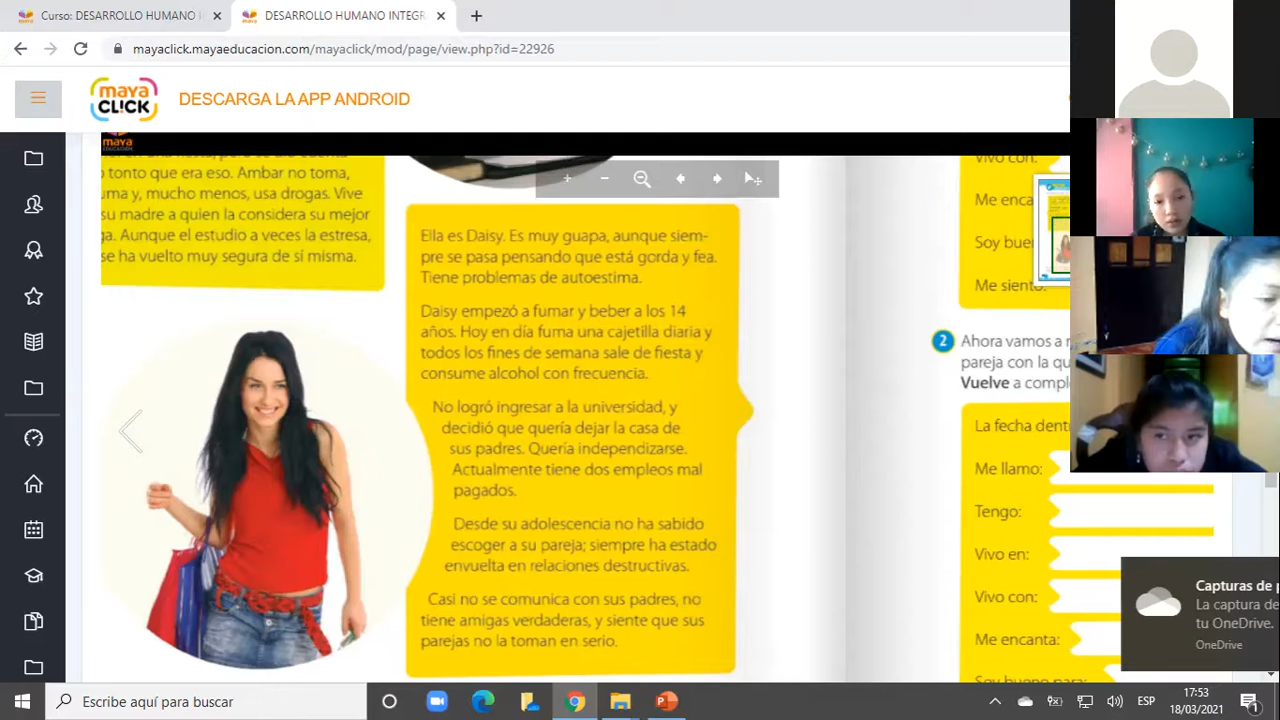 Curso: DESARROLLO HUMANO
DESARROLLO HUMANO INTEGR
mayaclick.mayaeducacion.com/mayaclick/mod/page/view.php?id=22926
maya
CLICK
DESCARGA LA APP ANDROID
maya
EDUCACIÓN
tonto que era eso. Ambar no toma,
uma y, mucho menos, usa drogas. Vive
su madre a quien la considera su mejor
ga. Aunque el estudio a veces la estresa,
se ha vuelto muy segura de sí misma.
Ella es Daisy. Es muy guapa, aunque siem-
pre se pasa pensando que está gorda y fea.
Tiene problemas de autoestima.
Daisy empezó a fumar y beber a los 14
años. Hoy en día fuma una cajetilla diaria y
todos los fines de semana sale de fiesta y
consume alcohol con frecuencia.
No logró ingresar a la universidad, y
decidió que quería dejar la casa de
sus padres. Quería independizarse.
Actualmente tiene dos empleos mal
pagados.
Desde su adolescencia no ha sabido
escoger a su pareja; siempre ha estado
envuelta en relaciones destructivas.
Casi no se comunica con sus padres, no
tiene amigas verdaderas, y siente que sus
parejas no la toman en serio.
Vivo con:
Me enca
Soy bue
Me siento:
2 Ahora vamos a
pareja con la qu
Vuelve a comple
La fecha dent
Me llamo:
Tengo:
Vivo en:
Vivo con:
Me encanta:
Soy bueno para:
Capturas de p
La captura de
tu OneDrive.
OneDrive
Escribe aquí para buscar
ESP
17:53
18/03/2021
1